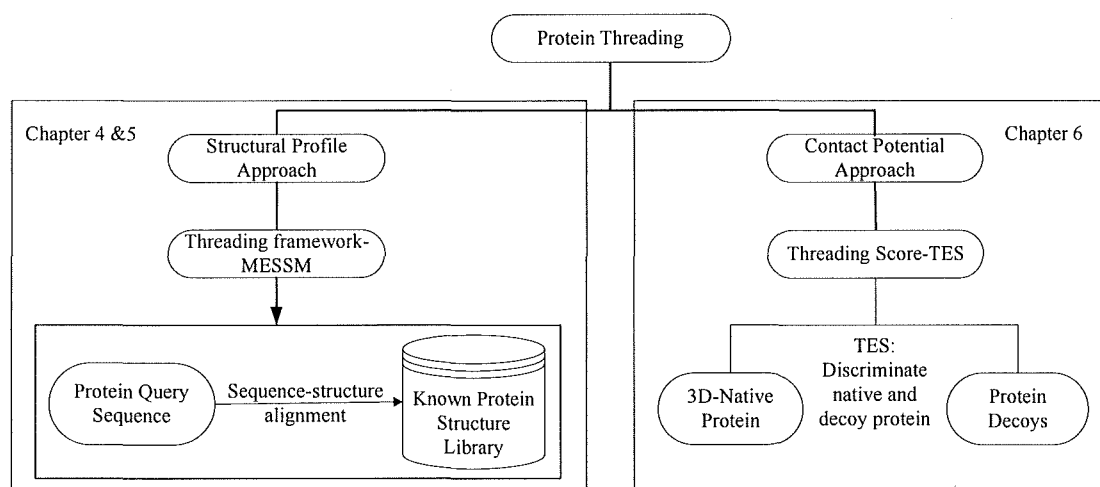 Protein Threading
Chapter 4 &5
Structural Profile
Approach
Threading framework-
MESSM
Protein Query
Sequence
Sequence-structure
alignment
Known Protein
Structure
Library
Chapter 6
Contact Potential
Approach
Threading Score-TES
TES:
Discriminate
native and
decoy protein
3D-Native
Protein
Protein
Decoys